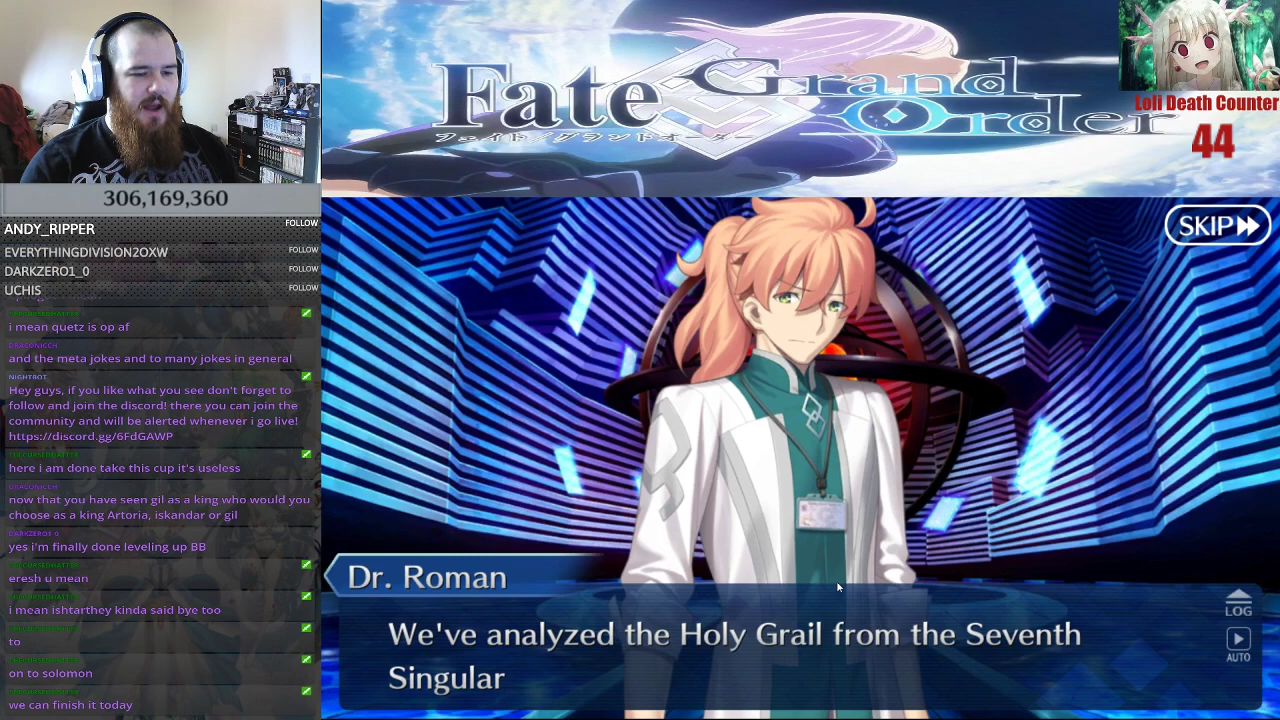 306,169,360
ANDY_RIPPER
FOLLOW
EVERYTHINGDIVISION2OXW
FOLLOW
DARKZERO1_0
FOLLOW
UCHIS
FOLLOW
i mean quetz is op af
DRACONICCH
and the meta jokes and to many jokes in general
NIGHTBOT
Hey guys, if you like what you see don't forget to
follow and join the discord! there you can join the
community and will be alerted whenever i go live!
https://discord.gg/6FdGAWP
here i am done take this cup it's useless
DRACONICCH
now that you have seen gil as a king who would you
choose as a king Artoria, iskandar or gil
DARKZERO1 0
yes i'm finally done leveling up BB
eresh u mean
i mean ishtarthey kinda said bye too
to
on to solomon
we can finish it today
Fate Grand Order
フェイト/グランドオーダー
Loli Death Counter
44
SKIP
Dr. Roman
We've analyzed the Holy Grail from the Seventh
Singular
LOG
AUTO